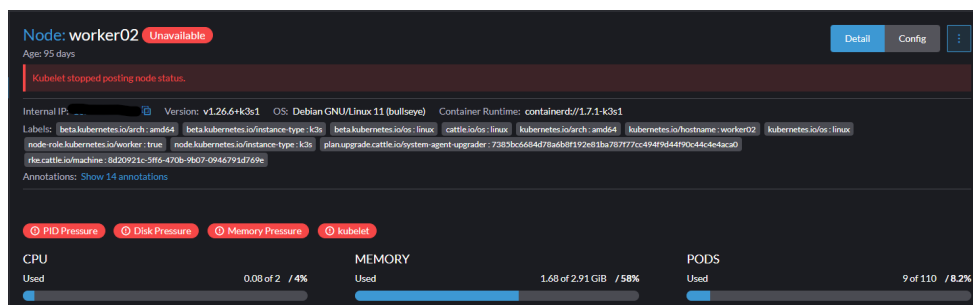 Node: worker02 Unavailable
Detail Config
Age: 95 days
Kubelet stopped posting node status.
Internal IP: Version: v1.26.6+k3s1 OS: Debian GNU/Linux 11 (bullseye) Container Runtime: containerd://1.7.1-k3s1
Labels: beta.kubernetes.io/arch : amd64 beta.kubernetes.io/instance-type : k3s beta.kubernetes.io/os : linux cattle.io/os : linux kubernetes.io/arch : amd64 kubernetes.io/hostname : worker02 kubernetes.io/os : linux
node-role.kubernetes.io/worker : true node.kubernetes.io/instance-type : k3s plan.upgrade.cattle.io/system-agent-upgrader : 7385bc6684d78a6b8f192e81ba787f77cc494f9d44f90c44c4e4aca0
rke.cattle.io/machine : 8d20921c-5ff6-470b-9b07-0946791d769e
Annotations: Show 14 annotations
PID Pressure Disk Pressure Memory Pressure kubelet
CPU MEMORY PODS
Used 0.08 of 2 / 4% Used 1.68 of 2.91 GiB / 58% Used 9 of 110 / 8.2%